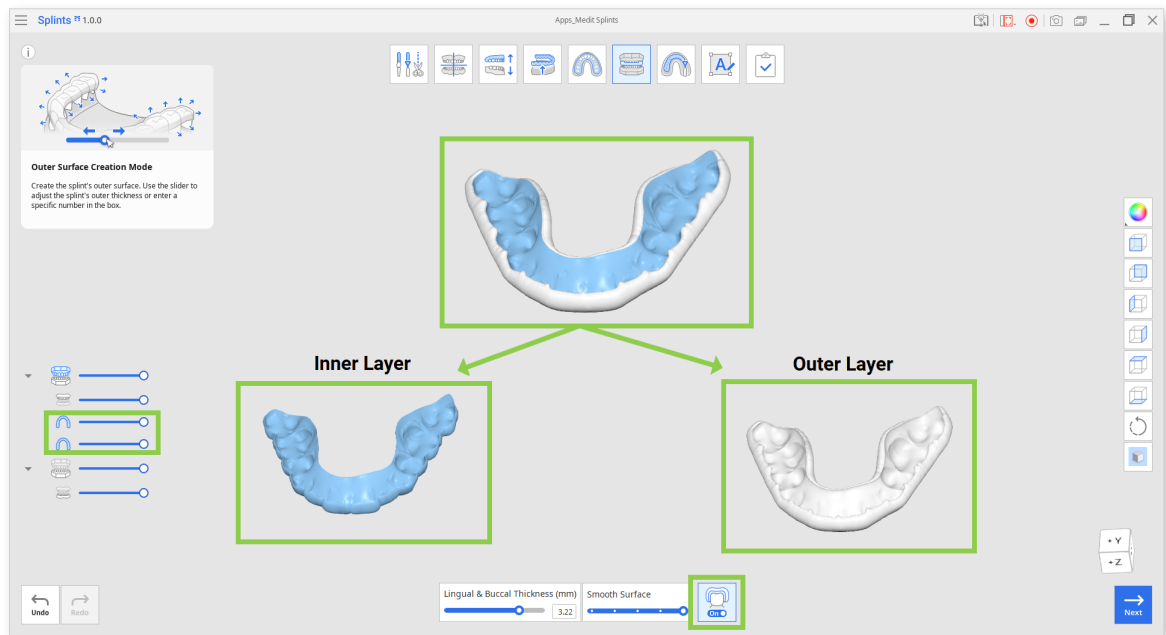 Splints 1.0.0
Apps_Medit Splints
Outer Surface Creation Mode
Create the splint's outer surface. Use the slider to
adjust the splint's outer thickness or enter a
specific number in the box.
Inner Layer
Outer Layer
+ Y
+ Z
Undo
Redo
Lingual & Buccal Thickness (mm)
3.22
Smooth Surface
On
Next